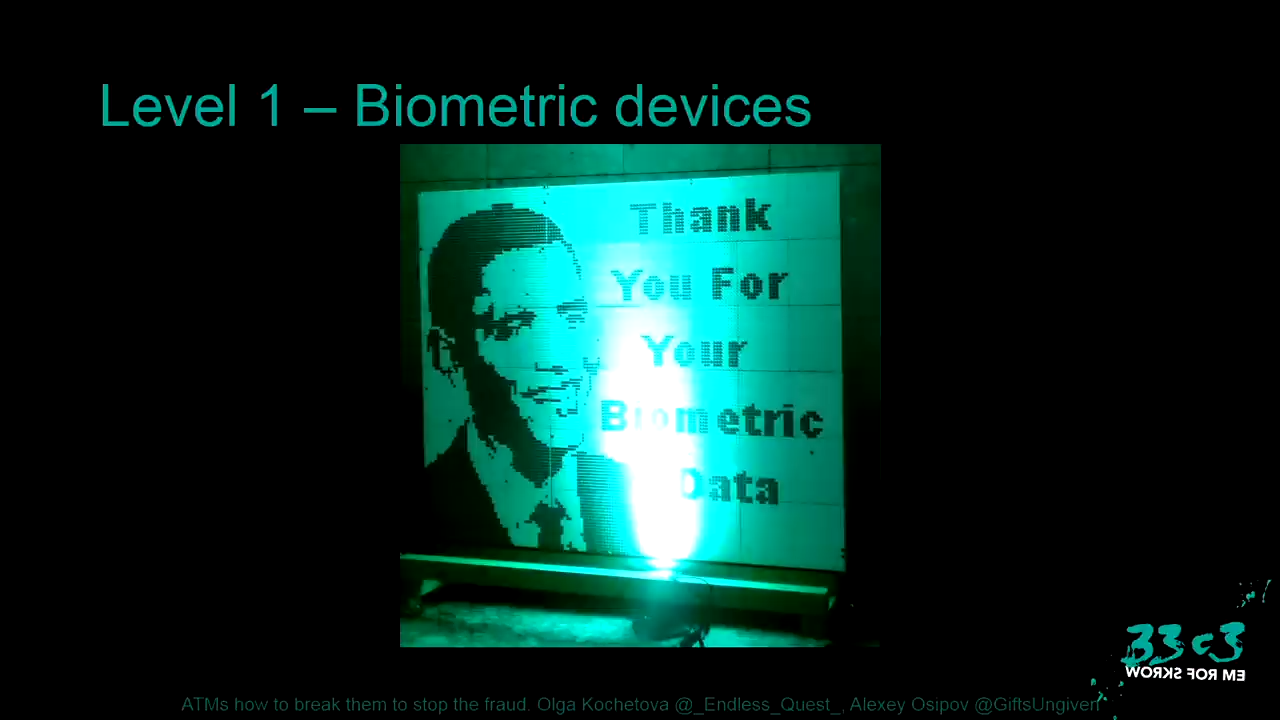 Level 1 – Biometric devices
Thank
You For
Your
Biometric
Data
33c3
WORKS FOR ME
ATMs how to break them to stop the fraud. Olga Kochetova @_Endless_Quest_, Alexey Osipov @GiftsUngiven